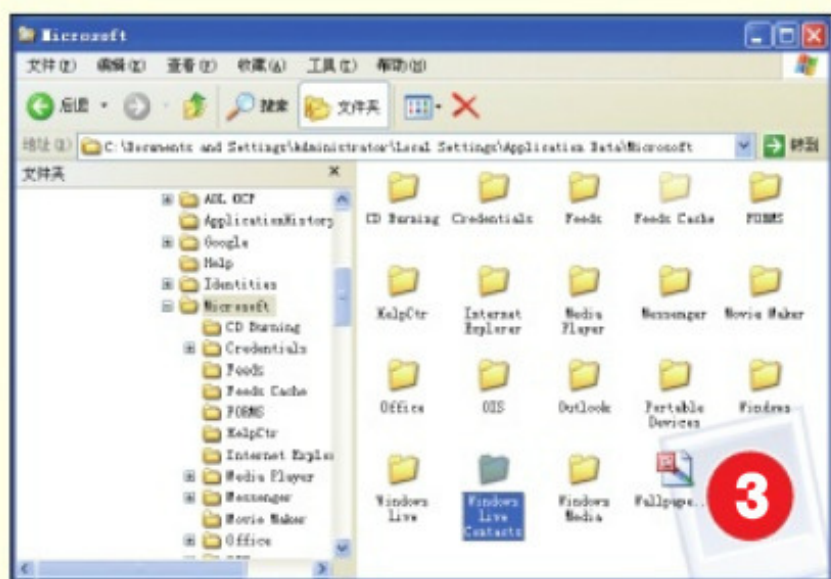 Microsoft
文件(F) 编辑(E) 查看(V) 收藏(A) 工具(T) 帮助(H)
后退 搜索 文件夹
地址(D) C:\Documents and Settings\Administrator\Local Settings\Application Data\Microsoft 转到
文件夹
AOL OCP
ApplicationHistory
Google
Help
Identities
Microsoft
CD Burning
Credentials
Feeds
Feeds Cache
FORMS
HelpCtr
Internet Explor
Media Player
Messenger
Movie Maker
Office
CD Burning Credentials Feeds Feeds Cache FORMS
HelpCtr Internet Explorer Media Player Messenger Movie Maker
Office OIS Outlook Portable Devices Windows
Windows Live Windows Live Contacts Windows Media Wallpape...
3